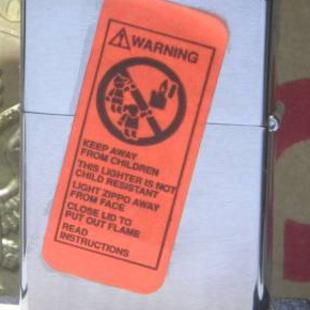 WARNING
KEEP AWAY
FROM CHILDREN
THIS LIGHTER IS NOT
CHILD RESISTANT
LIGHT ZIPPO AWAY
FROM FACE
CLOSE LID TO
PUT OUT FLAME
READ
INSTRUCTIONS